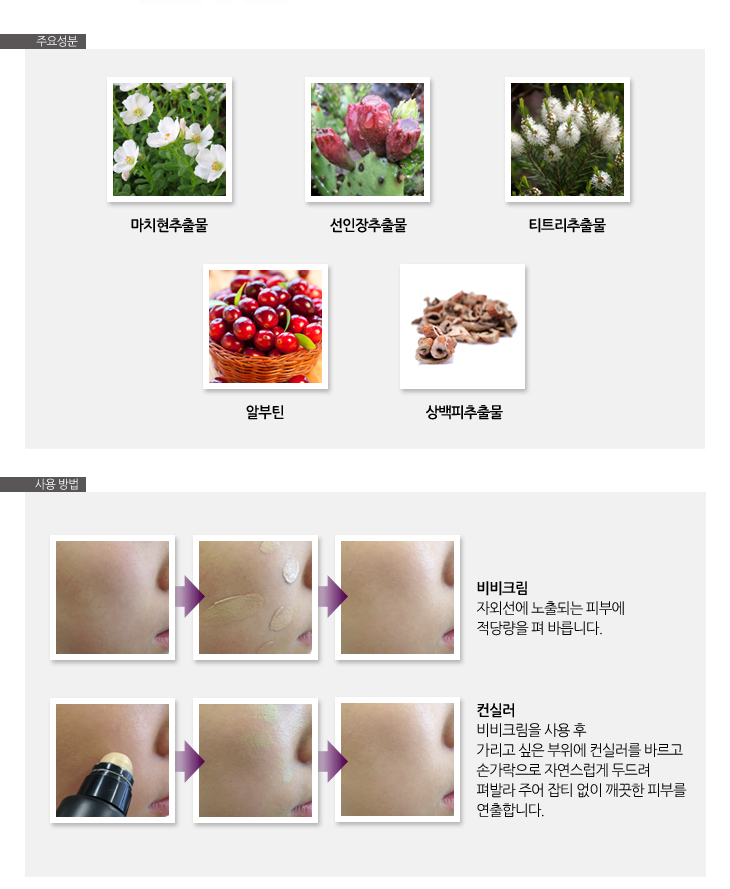 주요성분
마치현추출물
선인장추출물
티트리추출물
알부틴
상백피추출물
사용 방법
비비크림
자외선에 노출되는 피부에
적당량을 펴 바릅니다.
컨실러
비비크림을 사용 후
가리고 싶은 부위에 컨실러를 바르고
손가락으로 자연스럽게 두드려
펴발라 주어 잡티 없이 깨끗한 피부를
연출합니다.